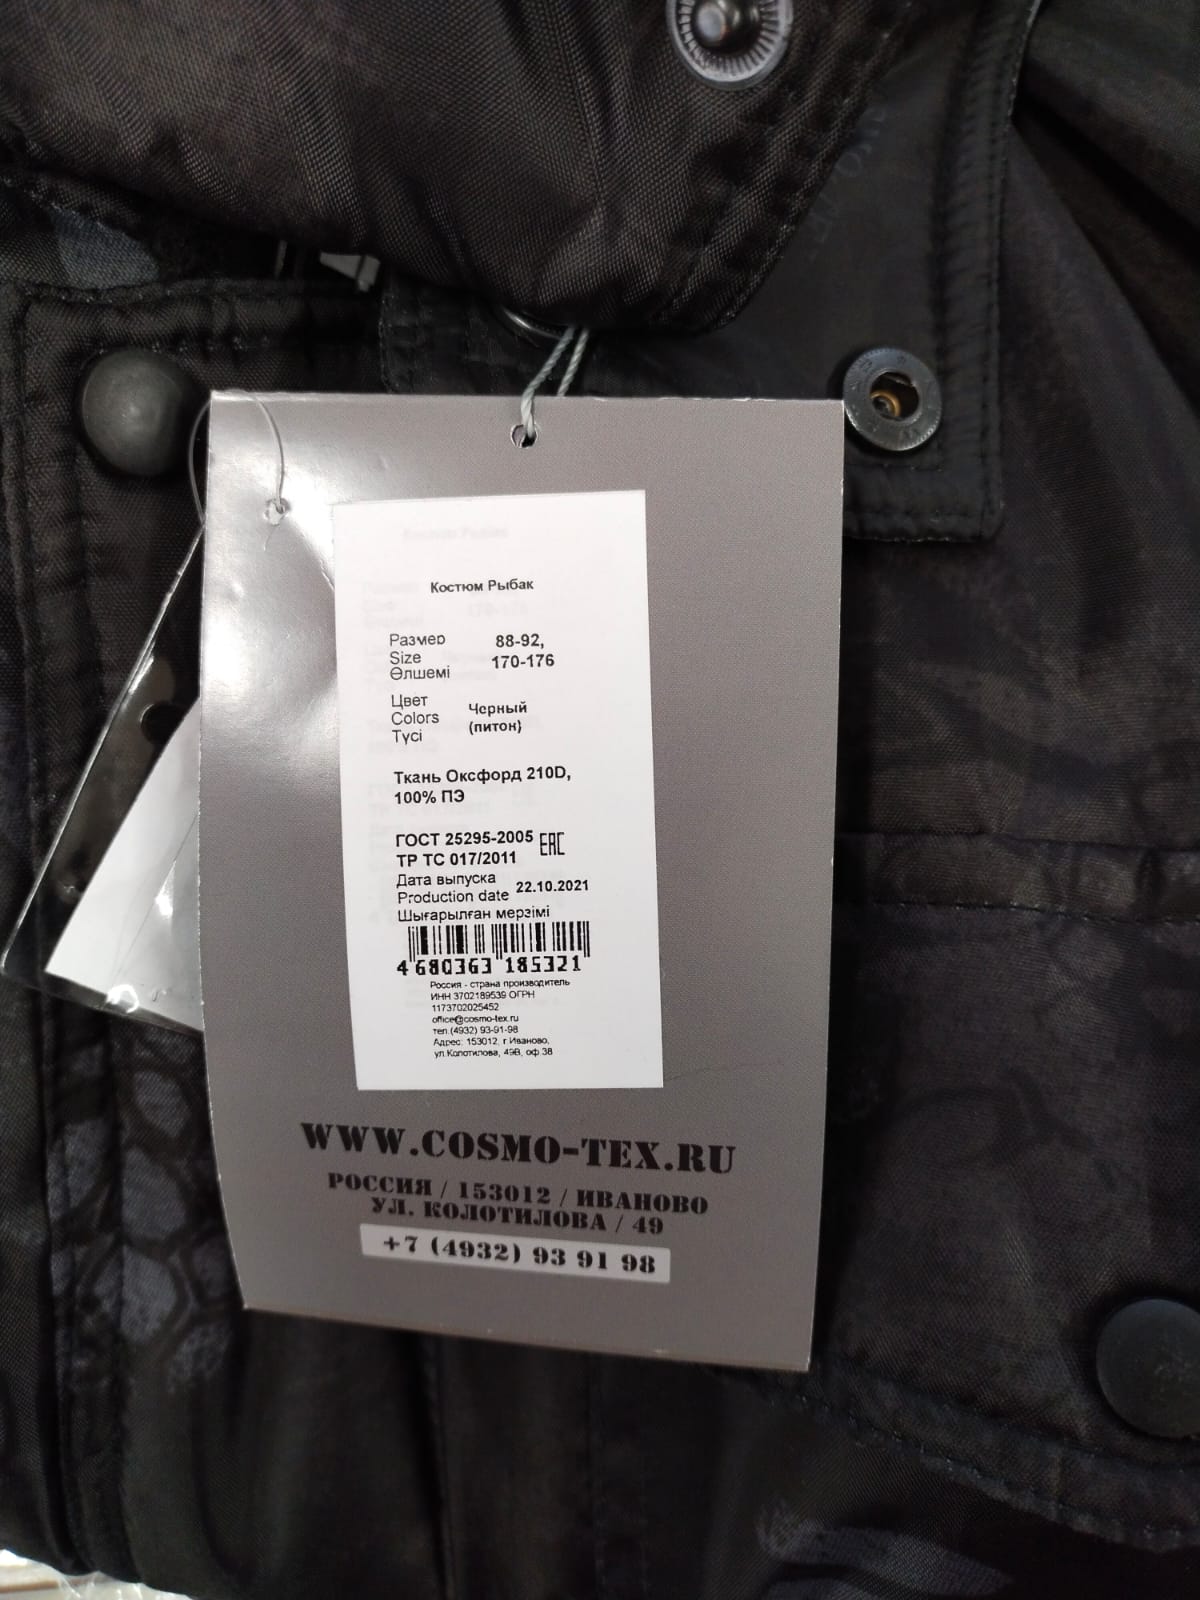 Костюм Рыбак
Размер
Size
Өлшемі
88-92,
170-176
Цвет
Colors
Түсі
Черный
(питон)
Ткань Оксфорд 210D,
100% ПЭ
ГОСТ 25295-2005 EAC
ТР ТС 017/2011
Дата выпуска
Production date 22.10.2021
Шығарылған мерзімі
4 680363 185321
Россия - страна производитель
ИНН 3702189539 ОГРН
1173702025452
office@cosmo-tex.ru
тел.(4932) 93-91-98
Адрес: 153012, г.Иваново,
ул.Колотилова, 49В, оф.38
WWW.COSMO-TEX.RU
РОССИЯ / 153012 / ИВАНОВО
УЛ. КОЛОТИЛОВА / 49
+7 (4932) 93 91 98